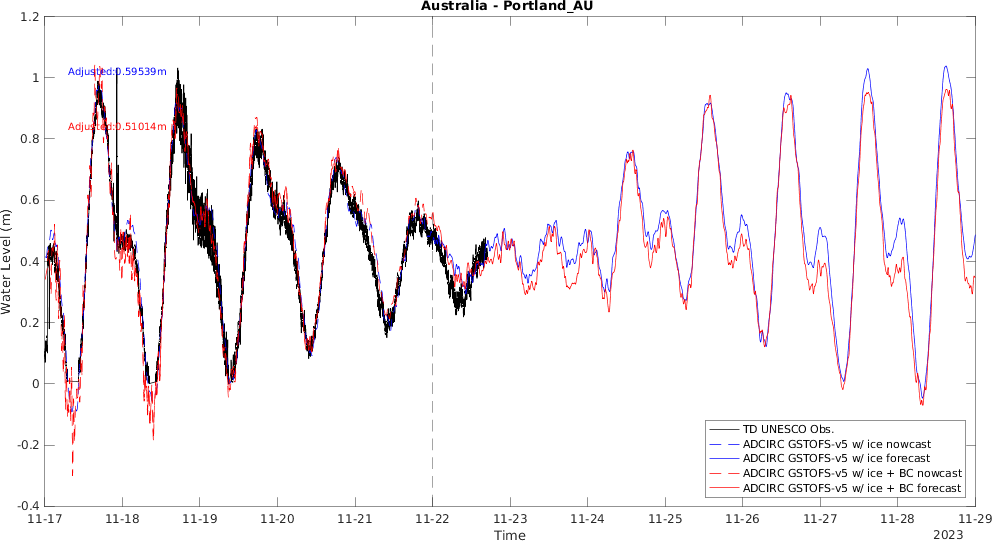 Australia - Portland_AU
1.2
1
0.8
0.6
0.4
0.2
0
-0.2
-0.4
Water Level (m)
Adjusted:0.59539m
Adjusted:0.51014m
TD UNESCO Obs.
ADCIRC GSTOFS-v5 w/ ice nowcast
ADCIRC GSTOFS-v5 w/ ice forecast
ADCIRC GSTOFS-v5 w/ ice + BC nowcast
ADCIRC GSTOFS-v5 w/ ice + BC forecast
11-17 11-18 11-19 11-20 11-21 11-22 11-23 11-24 11-25 11-26 11-27 11-28 11-29
Time
2023